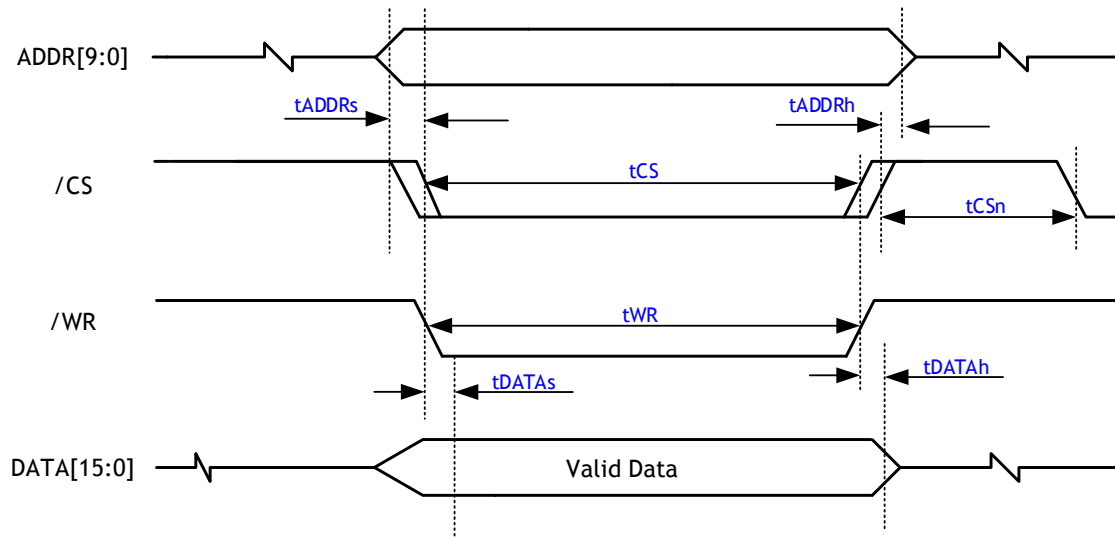 ADDR[9:0]
tADDRs
tADDRh
/CS
tCS
tCSn
/WR
tWR
tDATAs
tDATAh
DATA[15:0]
Valid Data